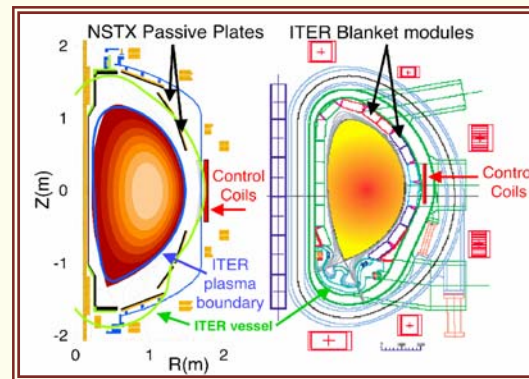 NSTX Passive Plates
ITER Blanket modules
2
1
0
-1
-2
Z(m)
Control
Coils
ITER
plasma
boundary
ITER vessel
0
1
2
R(m)
Control
Coils